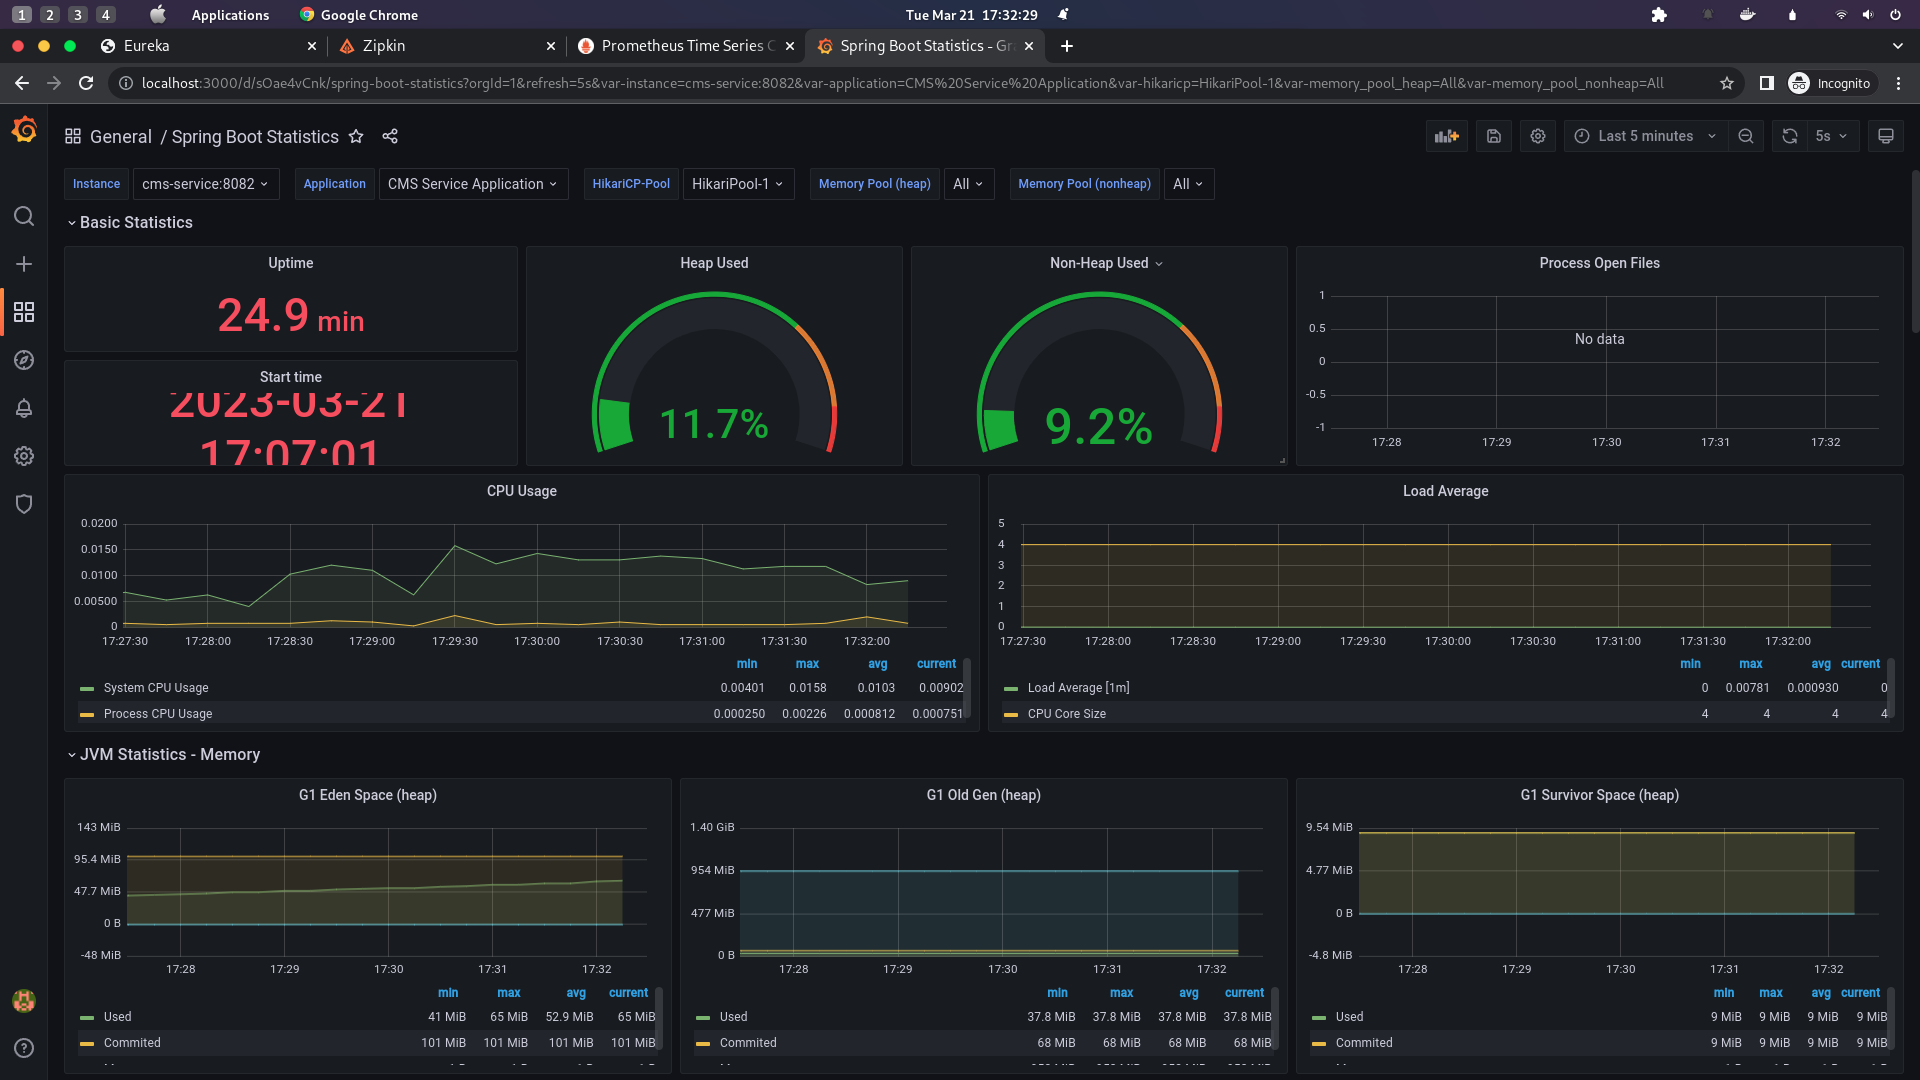 1 2 3 4 Applications Google Chrome Tue Mar 21 17:32:29
Eureka Zipkin Prometheus Time Series C Spring Boot Statistics - Gr
localhost:3000/d/sOae4vCnk/spring-boot-statistics?orgId=1&refresh=5s&var-instance=cms-service:8082&var-application=CMS%20Service%20Application&var-hikaricp=HikariPool-1&var-memory_pool_heap=All&var-memory_pool_nonheap=All Incognito
General / Spring Boot Statistics Last 5 minutes 5s
Instance cms-service:8082 Application CMS Service Application HikariCP-Pool HikariPool-1 Memory Pool (heap) All Memory Pool (nonheap) All
Basic Statistics
Uptime
24.9 min
Start time
2023-03-21
17:07:01
Heap Used
11.7%
Non-Heap Used
9.2%
Process Open Files
1
0.5
No data
0
-0.5
-1
17:28 17:29 17:30 17:31 17:32
CPU Usage
0.0200
0.0150
0.0100
0.00500
0
17:27:30 17:28:00 17:28:30 17:29:00 17:29:30 17:30:00 17:30:30 17:31:00 17:31:30 17:32:00
min max avg current
System CPU Usage 0.00401 0.0158 0.0103 0.00902
Process CPU Usage 0.000250 0.00226 0.000812 0.000751
Load Average
5
4
3
2
1
0
17:27:30 17:28:00 17:28:30 17:29:00 17:29:30 17:30:00 17:30:30 17:31:00 17:31:30 17:32:00
min max avg current
Load Average [1m] 0 0.00781 0.000930 0
CPU Core Size 4 4 4 4
JVM Statistics - Memory
G1 Eden Space (heap)
143 MiB
95.4 MiB
47.7 MiB
0 B
-48 MiB
17:28 17:29 17:30 17:31 17:32
min max avg current
Used 41 MiB 65 MiB 52.9 MiB 65 MiB
Commited 101 MiB 101 MiB 101 MiB 101 MiB
G1 Old Gen (heap)
1.40 GiB
954 MiB
477 MiB
0 B
17:28 17:29 17:30 17:31 17:32
min max avg current
Used 37.8 MiB 37.8 MiB 37.8 MiB 37.8 MiB
Commited 68 MiB 68 MiB 68 MiB 68 MiB
G1 Survivor Space (heap)
9.54 MiB
4.77 MiB
0 B
-4.8 MiB
17:28 17:29 17:30 17:31 17:32
min max avg current
Used 9 MiB 9 MiB 9 MiB 9 MiB
Commited 9 MiB 9 MiB 9 MiB 9 MiB